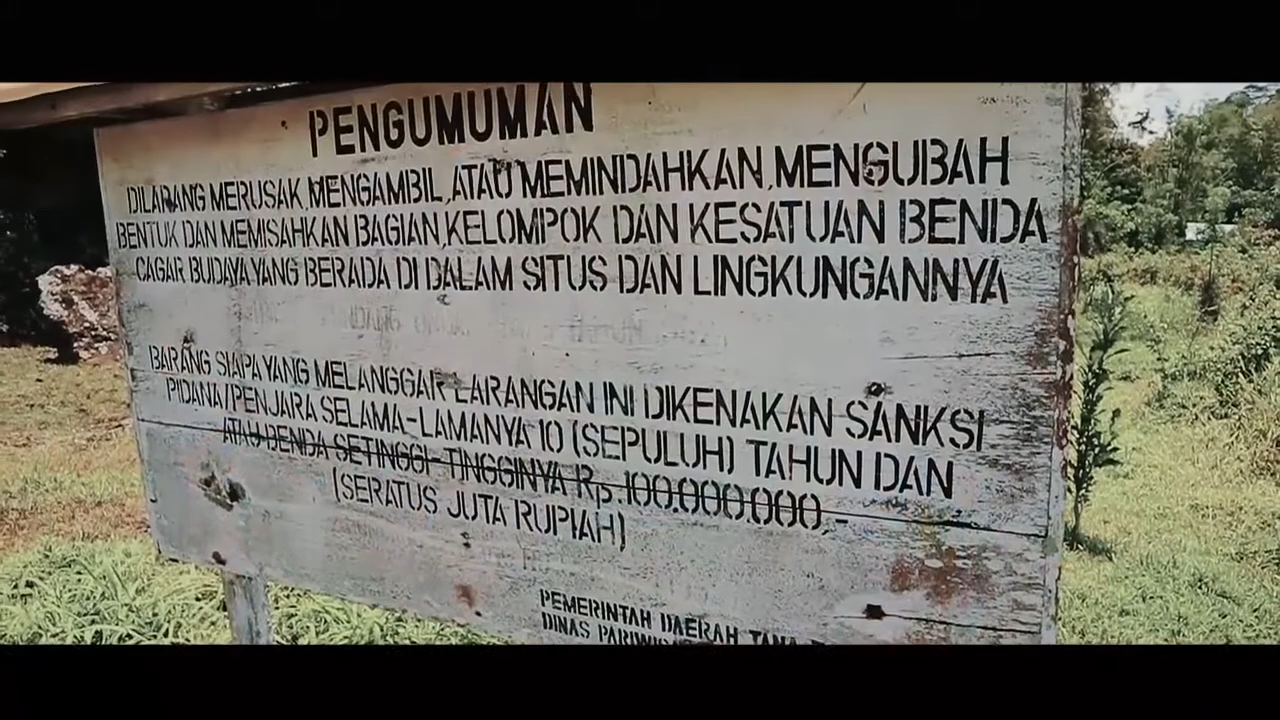 PENGUMUMAN
DILARANG MERUSAK, MENGAMBIL, ATAU MEMINDAHKAN, MENGUBAH
BENTUK DAN MEMISAHKAN BAGIAN, KELOMPOK DAN KESATUAN BENDA
CAGAR BUDAYA YANG BERADA DI DALAM SITUS DAN LINGKUNGANNYA
BARANG SIAPA YANG MELANGGAR LARANGAN INI DIKENAKAN SANKSI
PIDANA/PENJARA SELAMA-LAMANYA 10 (SEPULUH) TAHUN DAN
ATAU DENDA SETINGGI-TINGGINYA Rp. 100.000.000,-
(SERATUS JUTA RUPIAH)
PEMERINTAH DAERAH TANA
DINAS